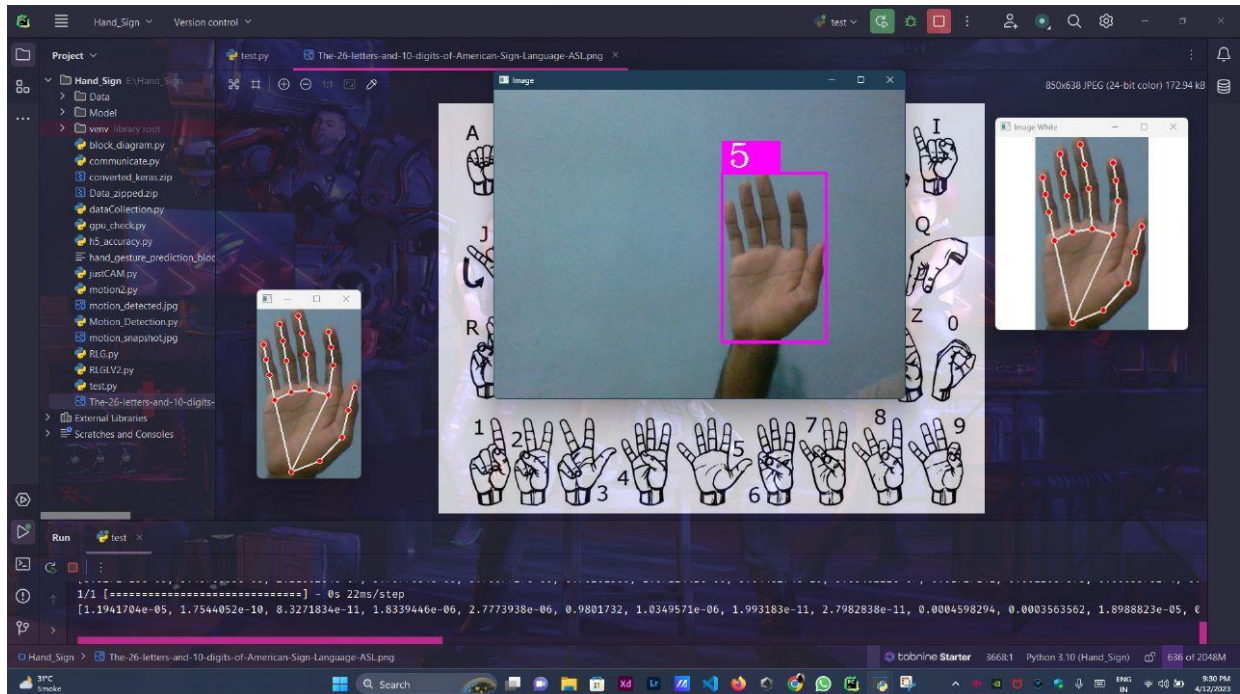 Hand_Sign
Version control
test
Project
test.py
The-26-letters-and-10-digits-of-American-Sign-Language-ASL.png
1:1
850x638 JPEG (24-bit color) 172.94 kB
Hand_Sign E:\Hand_Sign
Data
Model
venv library root
block_diagram.py
communicate.py
converted_keras.zip
Data_zipped.zip
dataCollection.py
gpu_check.py
h5_accuracy.py
hand_gesture_prediction_bloc
justCAM.py
motion2.py
motion_detected.jpg
Motion_Detection.py
motion_snapshot.jpg
RLG.py
RLGLV2.py
test.py
The-26-letters-and-10-digits-
External Libraries
Scratches and Consoles
Image
5
Image White
A
I
J
Q
R
Z
0
1
2
3
4
5
6
7
8
9
Run
test
1/1 [==============================] - 0s 22ms/step
[1.1941704e-05, 1.7544052e-10, 8.3271834e-11, 1.8339446e-06, 2.7773938e-06, 0.9801732, 1.0349571e-06, 1.993183e-11, 2.7982838e-11, 0.0004598294, 0.0003563562, 1.8988823e-05,
Hand_Sign > The-26-letters-and-10-digits-of-American-Sign-Language-ASL.png
tabnine Starter
3668:1
Python 3.10 (Hand_Sign)
636 of 2048M
31°C
Smoke
Search
Xd
Lr
ENG
IN
9:30 PM
4/12/2023